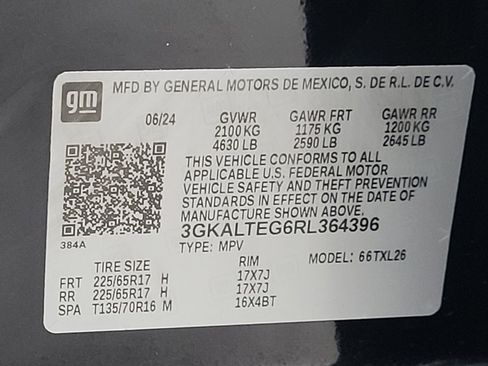 gm MFD BY GENERAL MOTORS DE MEXICO, S. DE R.L. DE C.V.
06/24 GVWR GAWR FRT GAWR RR
2100 KG 1175 KG 1200 KG
4630 LB 2590 LB 2645 LB
THIS VEHICLE CONFORMS TO ALL
APPLICABLE U.S. FEDERAL MOTOR
VEHICLE SAFETY AND THEFT PREVENTION
STANDARDS IN EFFECT ON THE DATE OF
MANUFACTURE SHOWN ABOVE.
384A 3GKALTEG6RL364396
TYPE: MPV MODEL: 66TXL26
TIRE SIZE RIM
FRT 225/65R17 H 17X7J
RR 225/65R17 H 17X7J
SPA T135/70R16 M 16X4BT